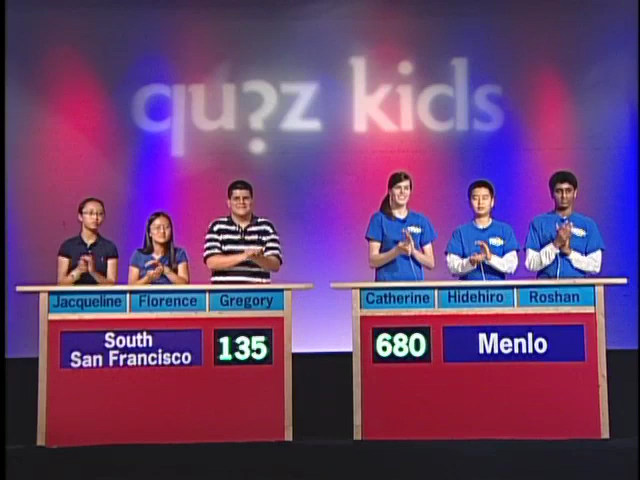 qu?z kids
Jacqueline Florence Gregory
Catherine Hidehiro Roshan
South
San Francisco
135
680
Menlo